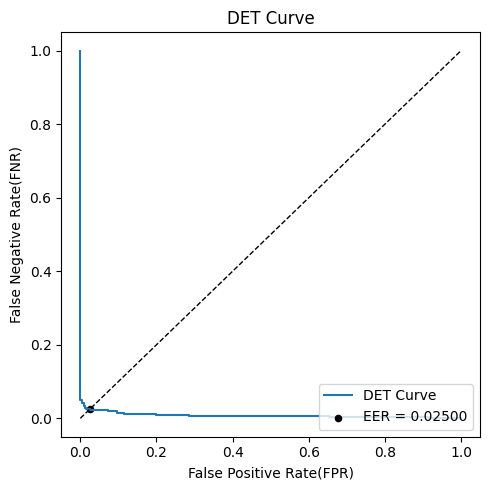 DET Curve
1.0
0.8
0.6
0.4
0.2
0.0
False Negative Rate(FNR)
DET Curve
EER = 0.02500
0.0 0.2 0.4 0.6 0.8 1.0
False Positive Rate(FPR)